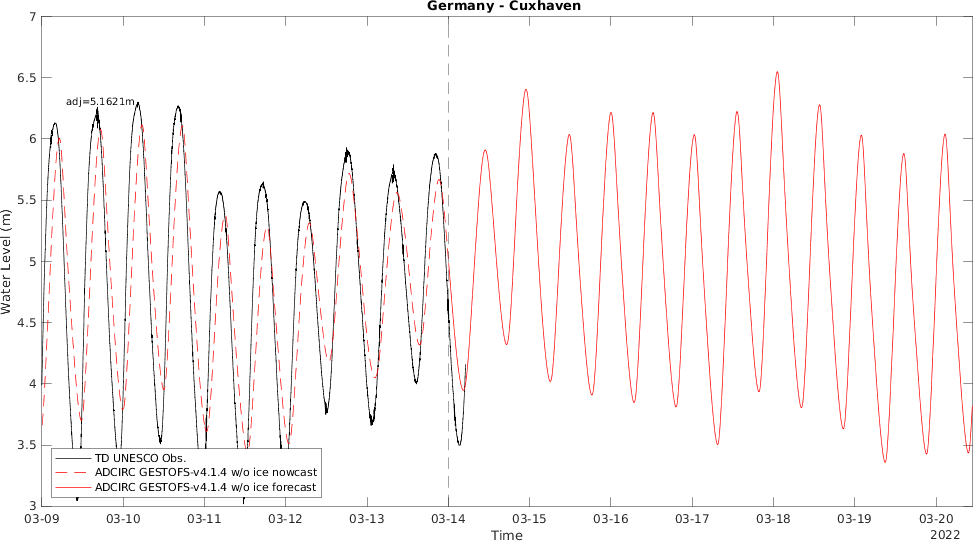 Germany - Cuxhaven
7
6.5
6
5.5
5
4.5
4
3.5
3
Water Level (m)
adj=5.1621m
TD UNESCO Obs.
ADCIRC GESTOFS-v4.1.4 w/o ice nowcast
ADCIRC GESTOFS-v4.1.4 w/o ice forecast
03-09 03-10 03-11 03-12 03-13 03-14 03-15 03-16 03-17 03-18 03-19 03-20
2022
Time